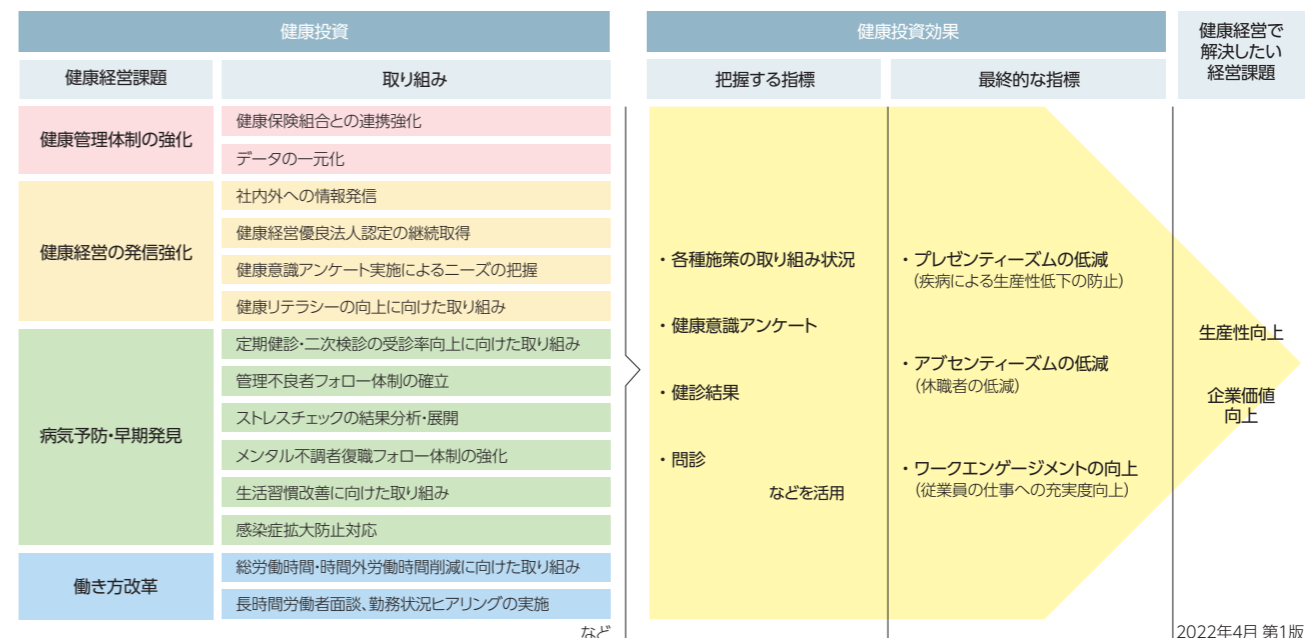 健康投資
健康経営課題
取り組み
健康管理体制の強化
健康保険組合との連携強化
データの一元化
健康経営の発信強化
社内外への情報発信
健康経営優良法人認定の継続取得
健康意識アンケート実施によるニーズの把握
健康リテラシーの向上に向けた取り組み
病気予防・早期発見
定期健診・二次検診の受診率向上に向けた取り組み
管理不良者フォロー体制の確立
ストレスチェックの結果分析・展開
メンタル不調者復職フォロー体制の強化
生活習慣改善に向けた取り組み
感染症拡大防止対応
働き方改革
総労働時間・時間外労働時間削減に向けた取り組み
長時間労働者面談、勤務状況ヒアリングの実施
など
健康投資効果
把握する指標
・各種施策の取り組み状況
・健康意識アンケート
・健診結果
・問診
などを活用
最終的な指標
・プレゼンティーズムの低減
（疾病による生産性低下の防止）
・アブセンティーズムの低減
（休職者の低減）
・ワークエンゲージメントの向上
（従業員の仕事への充実度向上）
健康経営で
解決したい
経営課題
生産性向上
企業価値
向上
2022年4月 第1版